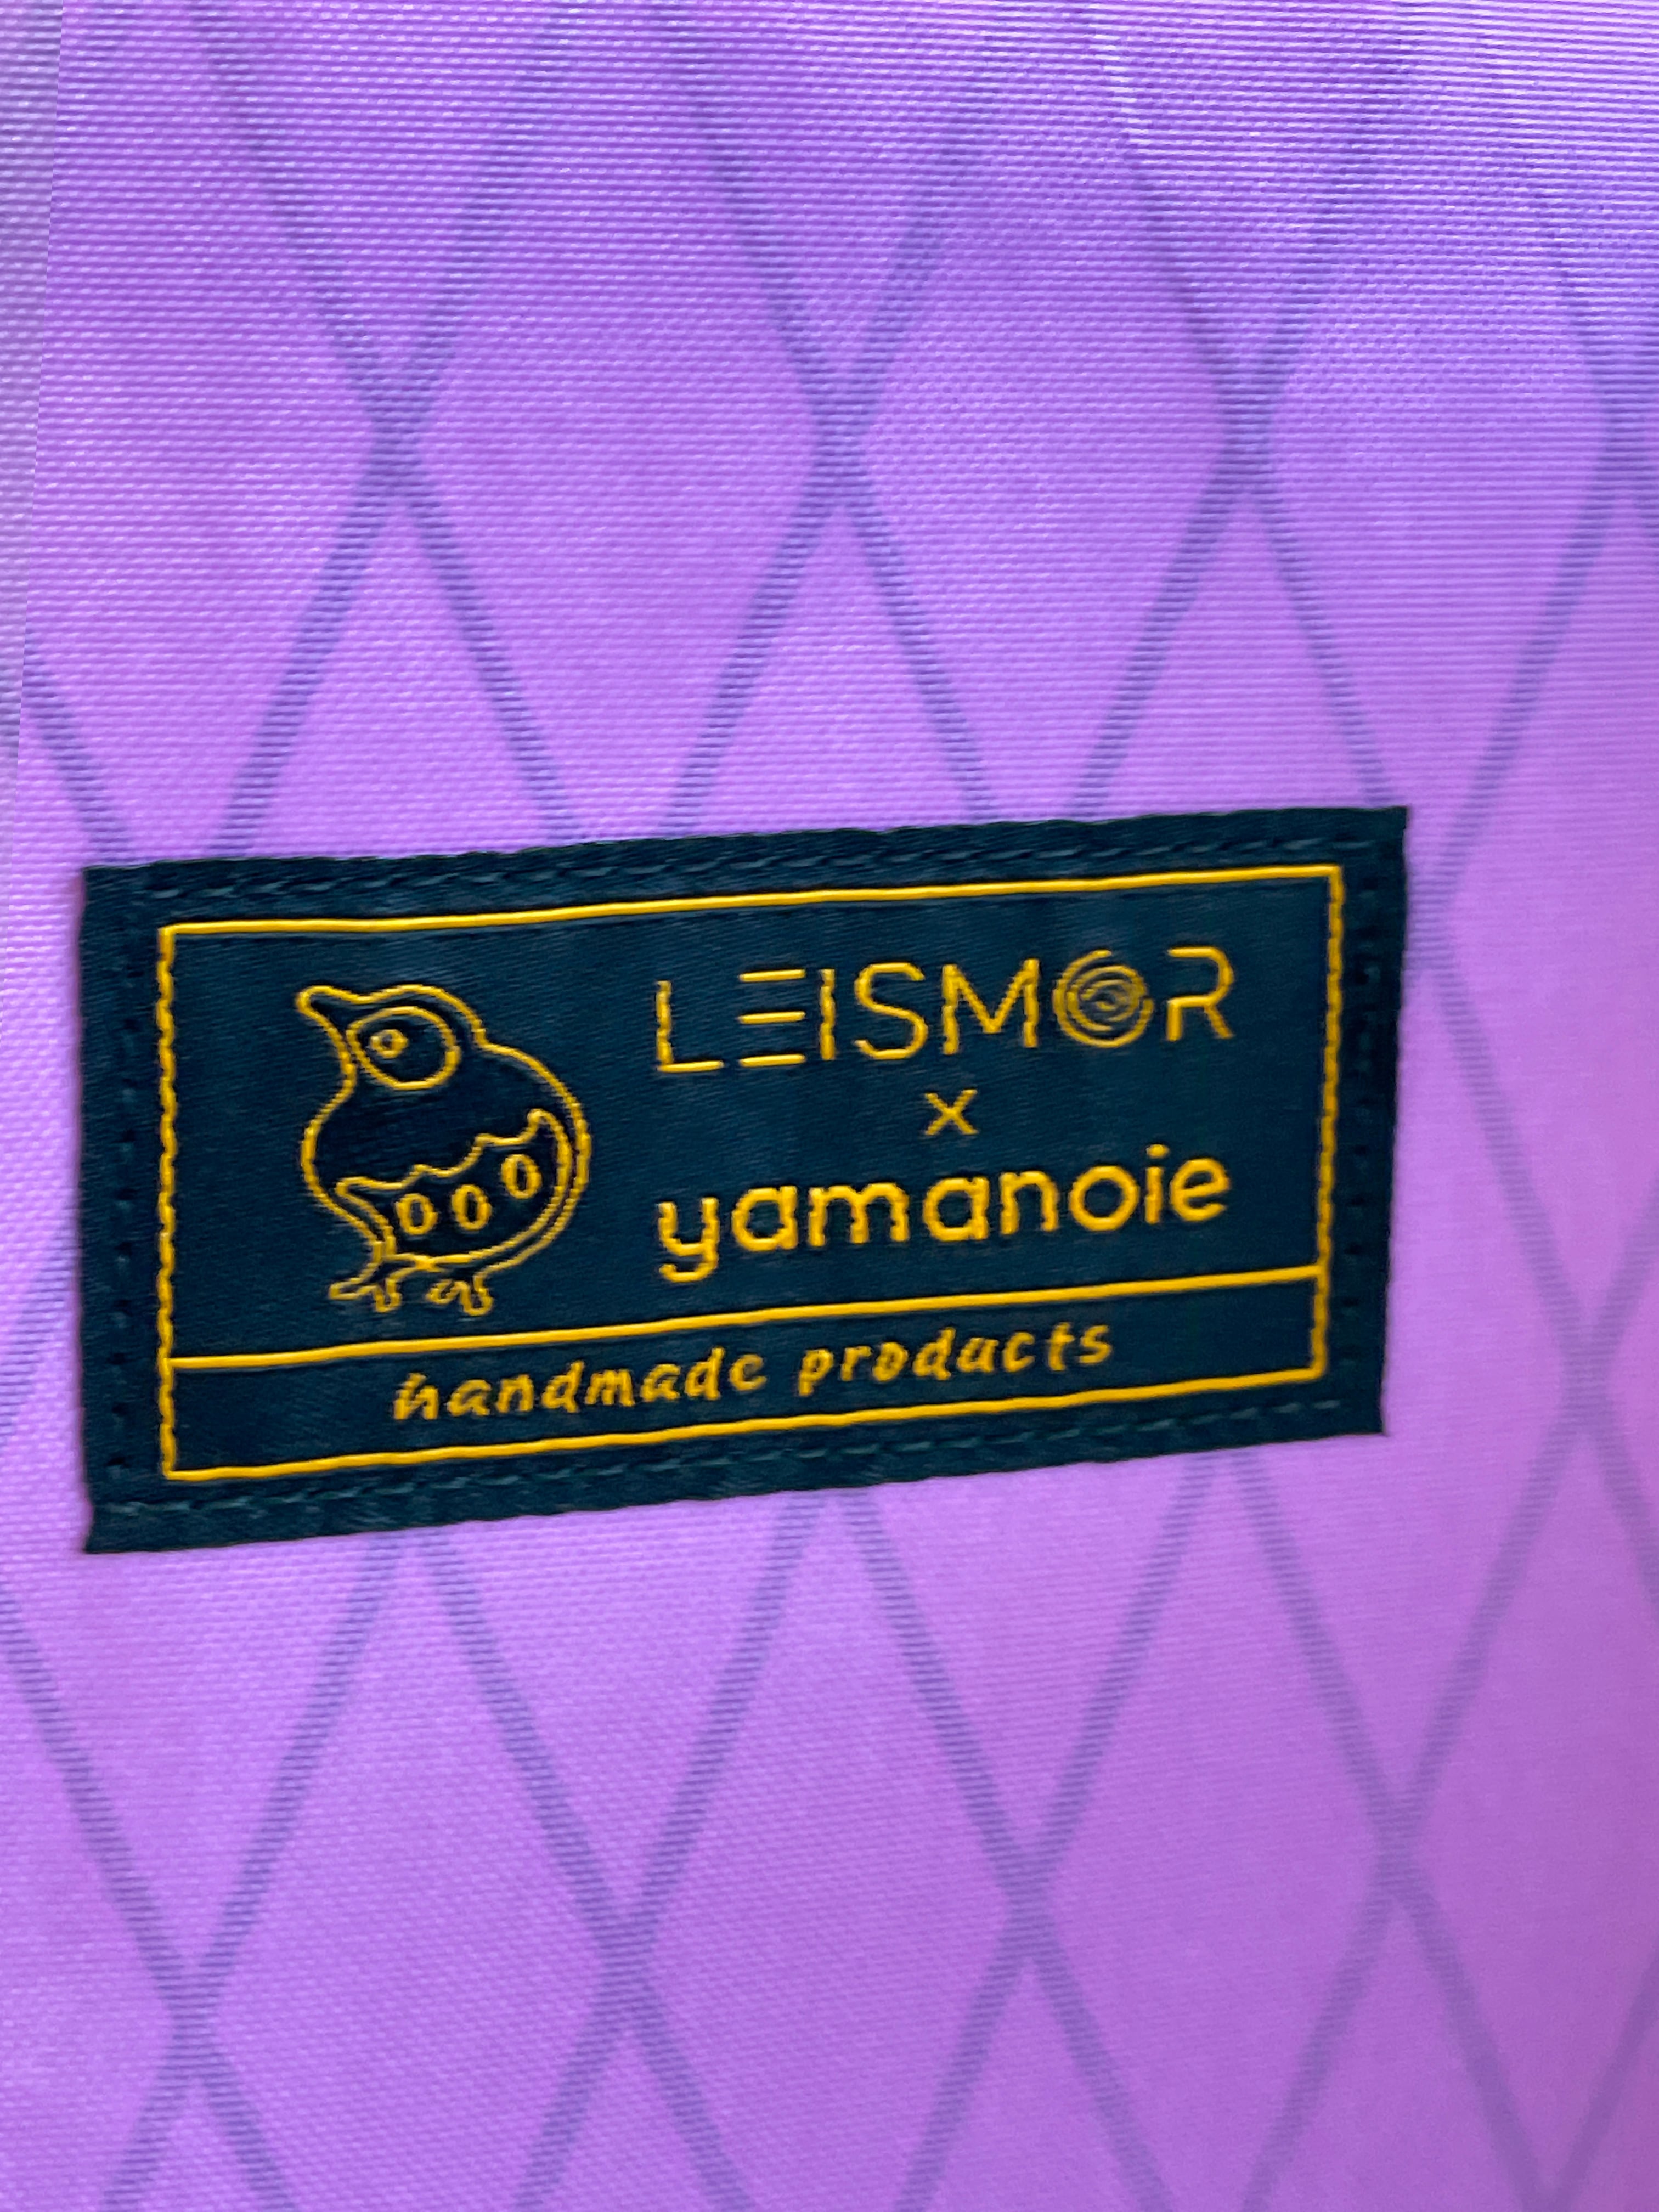 LEISMOR
x
yamanoie
handmade products